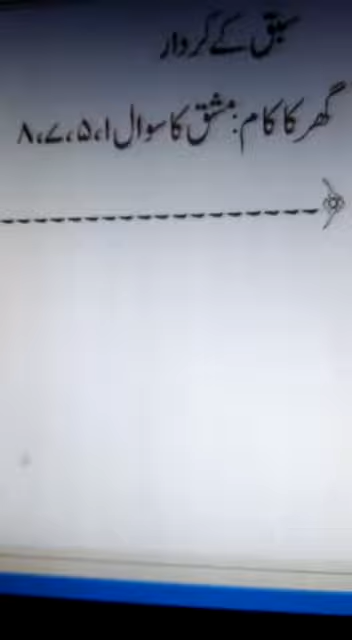 سبق کے کردار
گھر کا کام: مشق کا سوال ۱، ۵، ۷، ۸